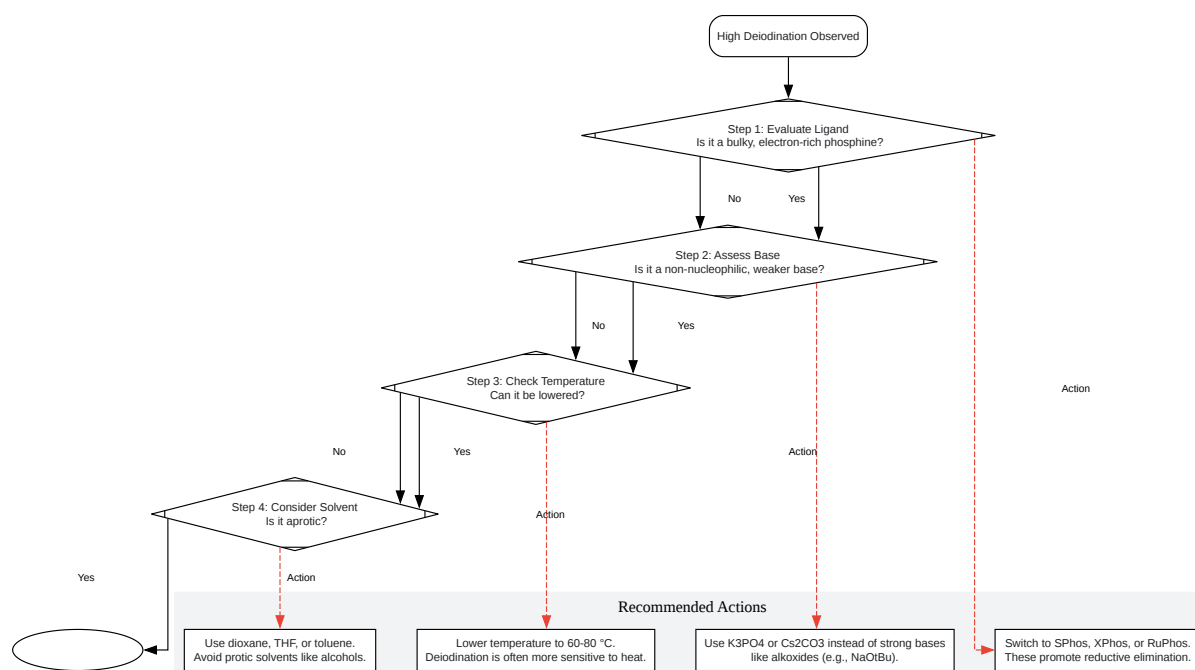 High Deiodination Observed
Step 1: Evaluate Ligand
Is it a bulky, electron-rich phosphine?
No
Yes
Step 2: Assess Base
Is it a non-nucleophilic, weaker base?
No
Yes
Step 3: Check Temperature
Can it be lowered?
Action
No
Yes
Action
Step 4: Consider Solvent
Is it aprotic?
Action
Yes
Action
Recommended Actions
Use dioxane, THF, or toluene.
Avoid protic solvents like alcohols.
Lower temperature to 60-80 °C.
Deiodination is often more sensitive to heat.
Use K3PO4 or Cs2CO3 instead of strong bases
like alkoxides (e.g., NaOtBu).
Switch to SPhos, XPhos, or RuPhos.
These promote reductive elimination.